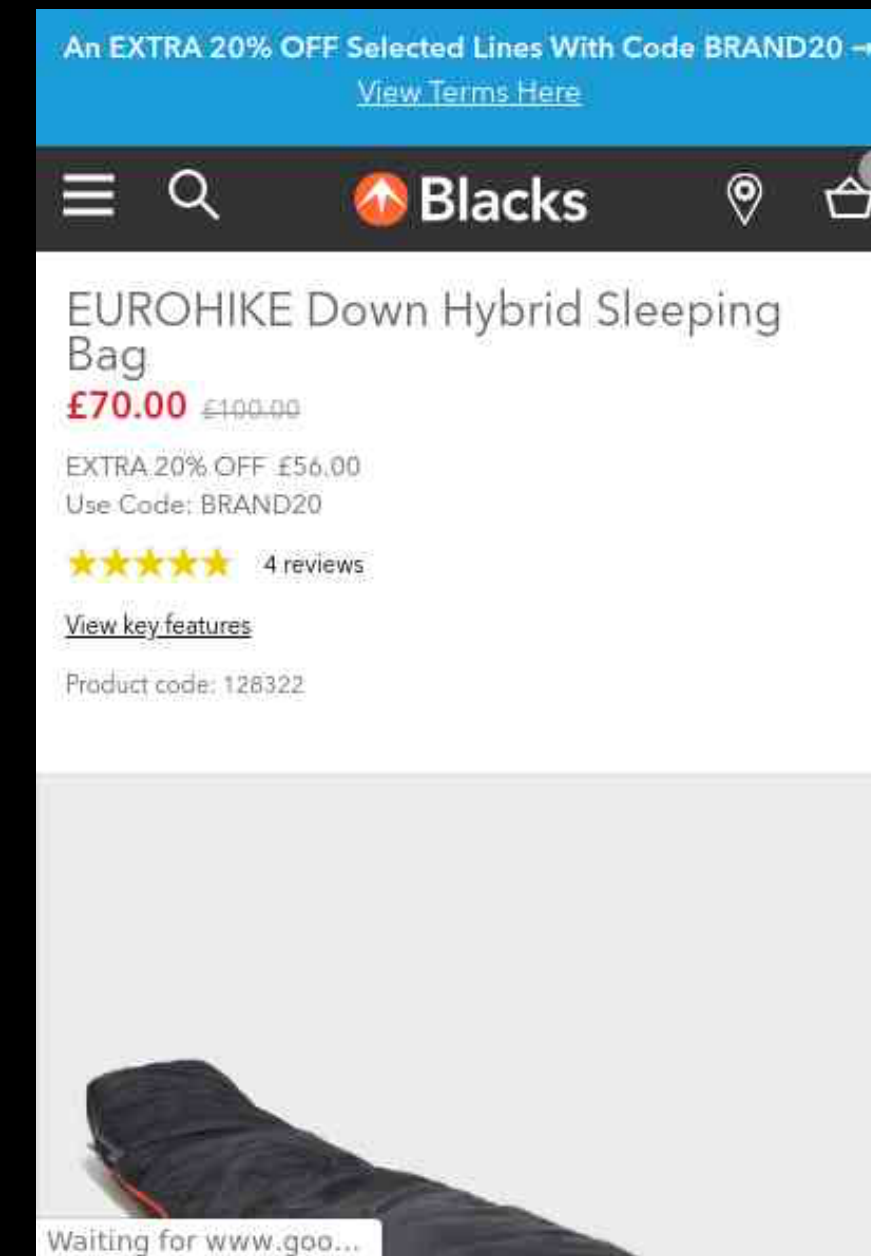 An EXTRA 20% OFF Selected Lines With Code BRAND20
View Terms Here
Blacks
EUROHIKE Down Hybrid Sleeping
Bag
£70.00 £100.00
EXTRA 20% OFF £56.00
Use Code: BRAND20
4 reviews
View key features
Product code: 128322
Waiting for www.goo...